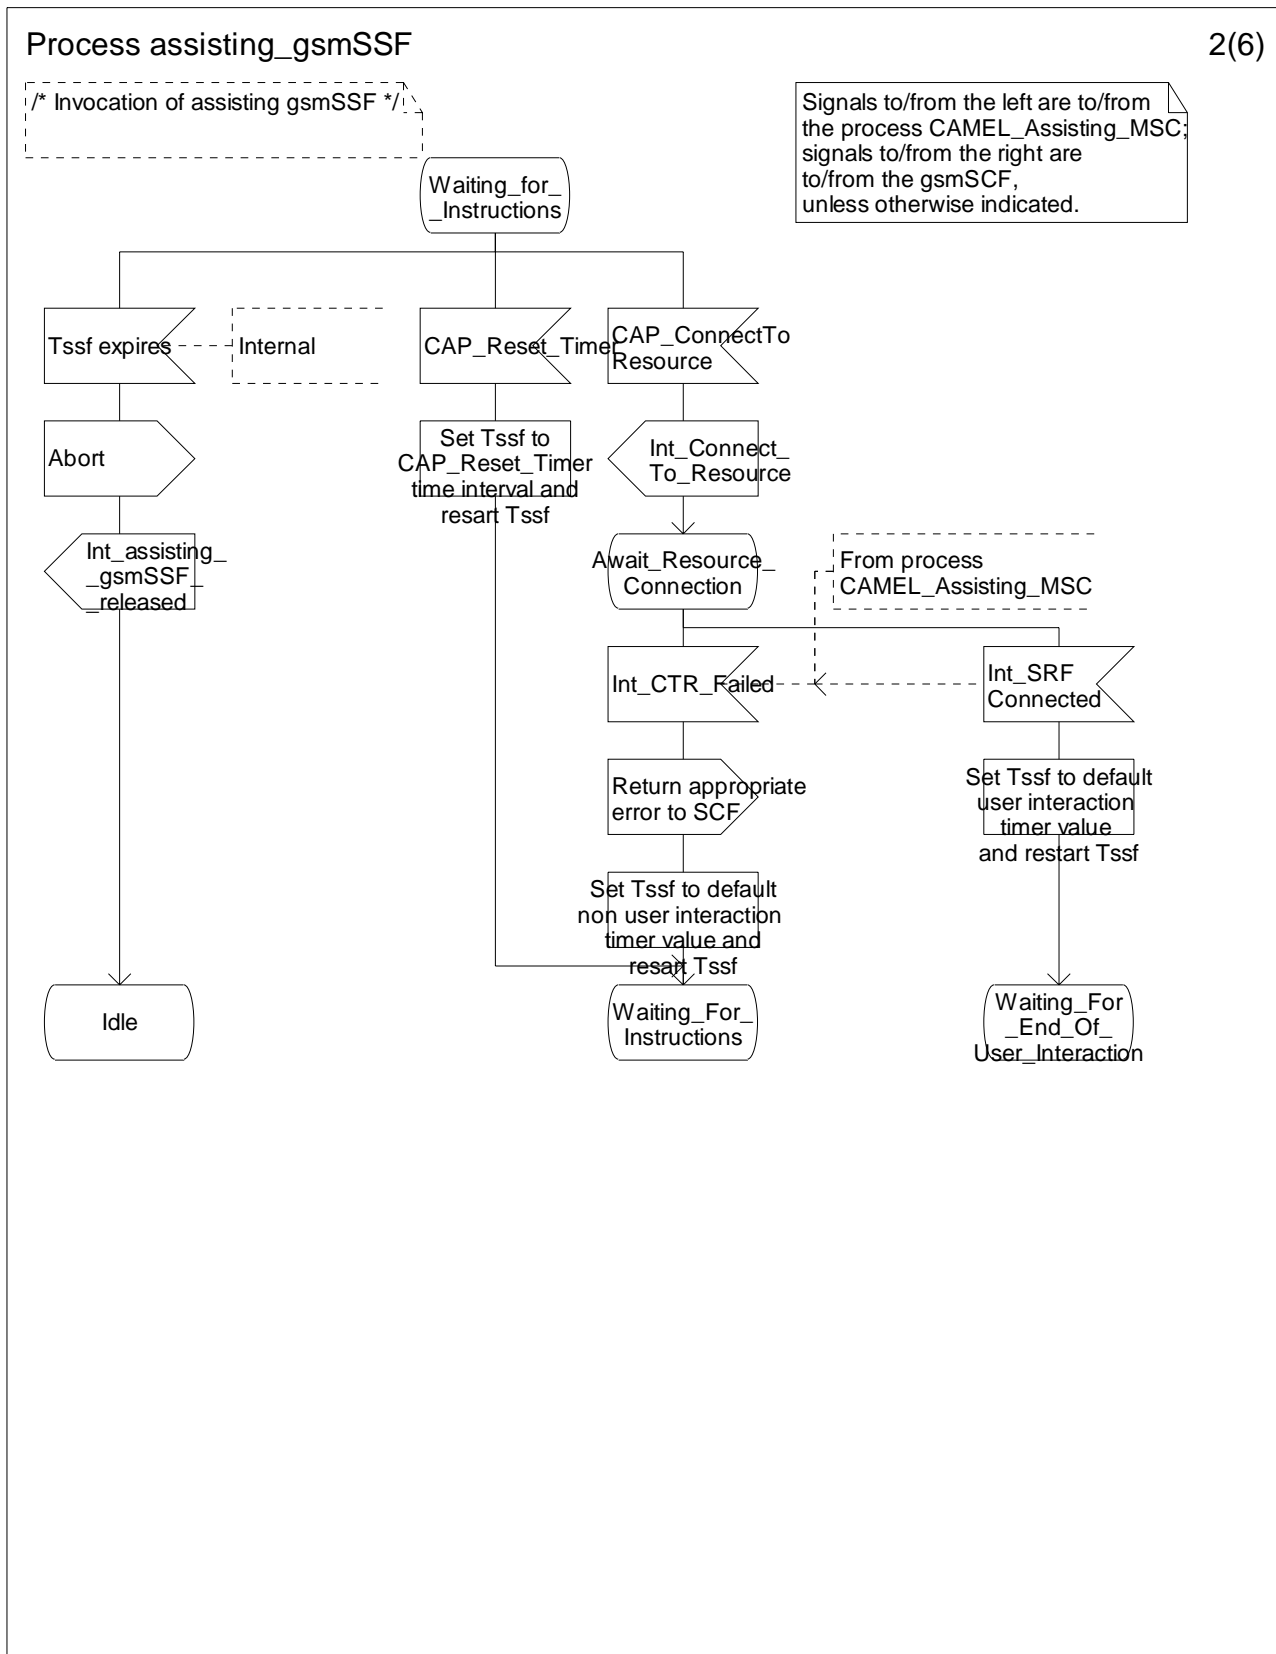 Process assisting_gsmSSF
2(6)
/* Invocation of assisting gsmSSF */
Signals to/from the left are to/from
the process CAMEL_Assisting_MSC;
signals to/from the right are
to/from the gsmSCF,
unless otherwise indicated.
Waiting_for_
_Instructions
Tssf expires
Internal
CAP_Reset_Timer
CAP_ConnectTo
Resource
Abort
Set Tssf to
CAP_Reset_Timer
time interval and
resart Tssf
Int_Connect_
To_Resource
Int_assisting_
_gsmSSF_
_released
Await_Resource_
Connection
From process
CAMEL_Assisting_MSC
Int_CTR_Failed
Int_SRF
Connected
Return appropriate
error to SCF
Set Tssf to default
user interaction
timer value
and restart Tssf
Set Tssf to default
non user interaction
timer value and
resart Tssf
Idle
Waiting_For_
Instructions
Waiting_For
_End_Of_
User_Interaction